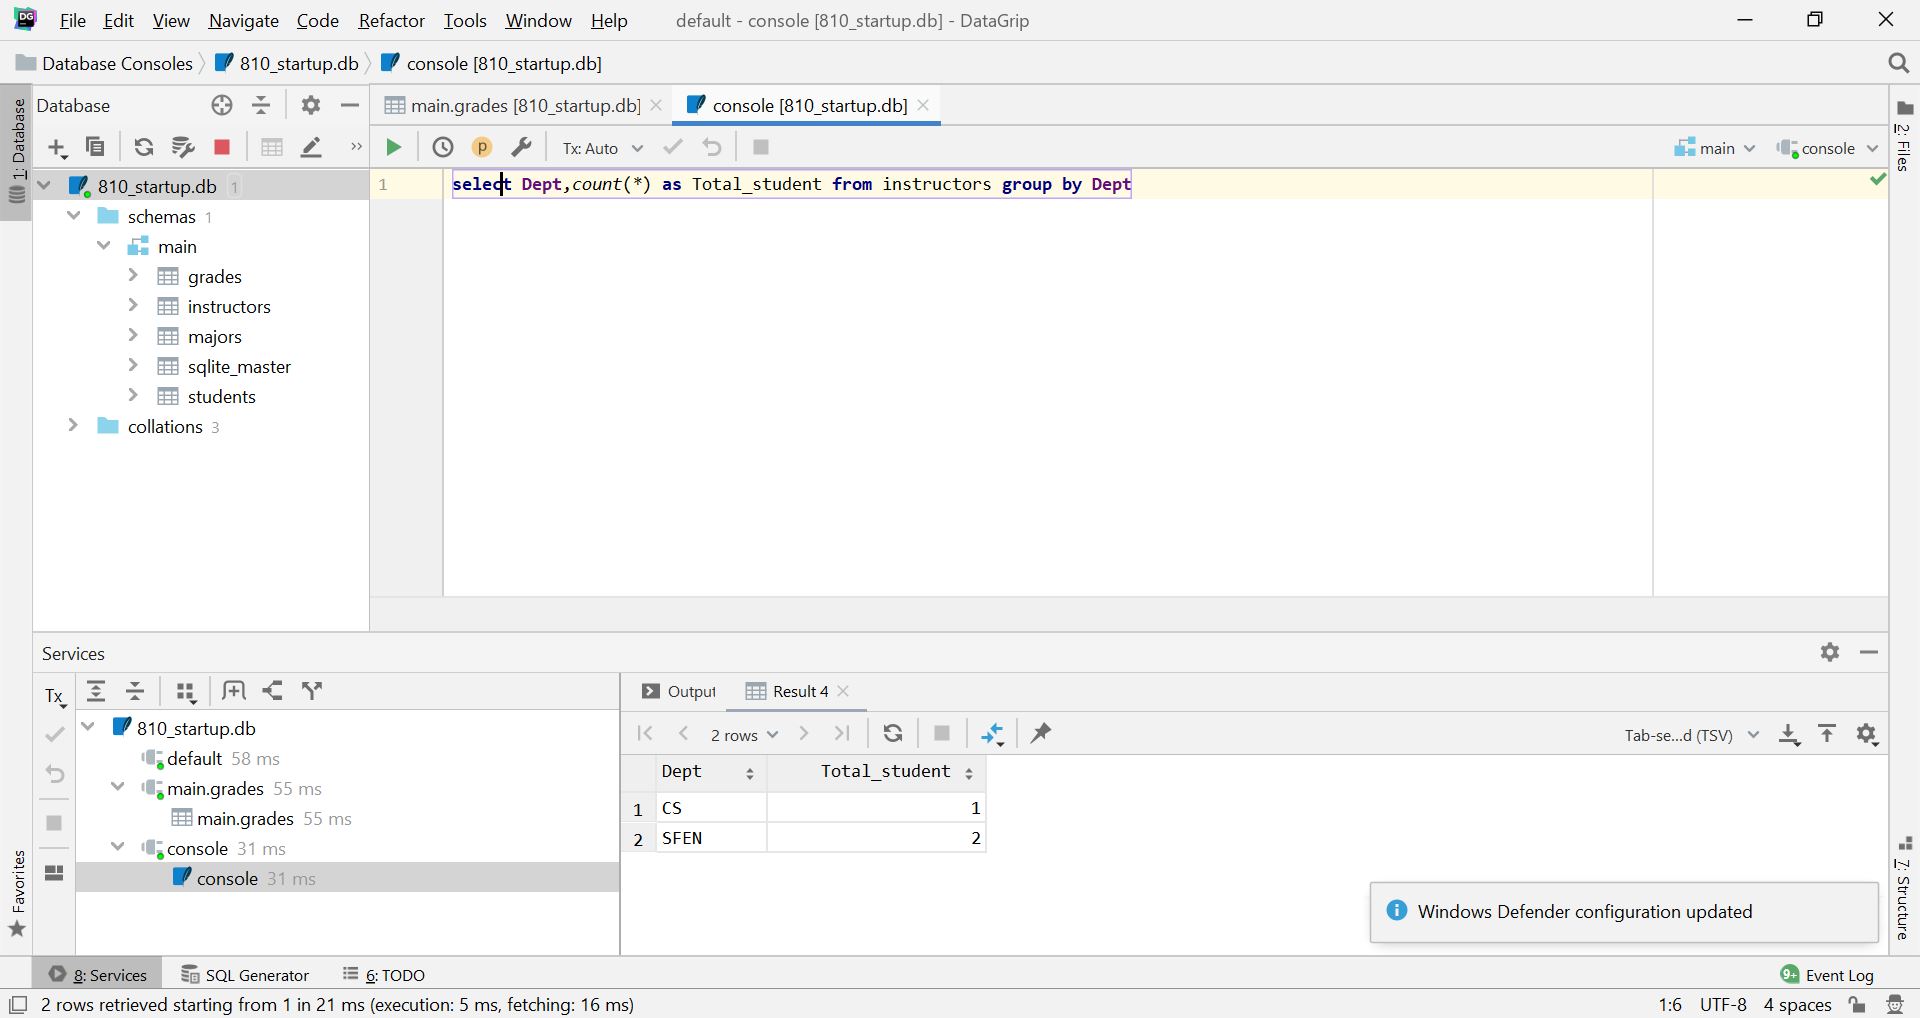 DG File Edit View Navigate Code Refactor Tools Window Help default - console [810_startup.db] - DataGrip
Database Consoles 810_startup.db console [810_startup.db]
1: Database
Database
main.grades [810_startup.db]
console [810_startup.db]
2: Files
p
Tx: Auto
main
console
810_startup.db 1
schemas 1
main
grades
instructors
majors
sqlite_master
students
collations 3
1
select Dept,count(*) as Total_student from instructors group by Dept
Services
Tx
810_startup.db
default 58 ms
main.grades 55 ms
main.grades 55 ms
console 31 ms
console 31 ms
Output
Result 4
2 rows
Tab-se...d (TSV)
Dept Total_student
1 CS 1
2 SFEN 2
Windows Defender configuration updated
Favorites
7: Structure
8: Services
SQL Generator
6: TODO
9+ Event Log
2 rows retrieved starting from 1 in 21 ms (execution: 5 ms, fetching: 16 ms)
1:6 UTF-8 4 spaces